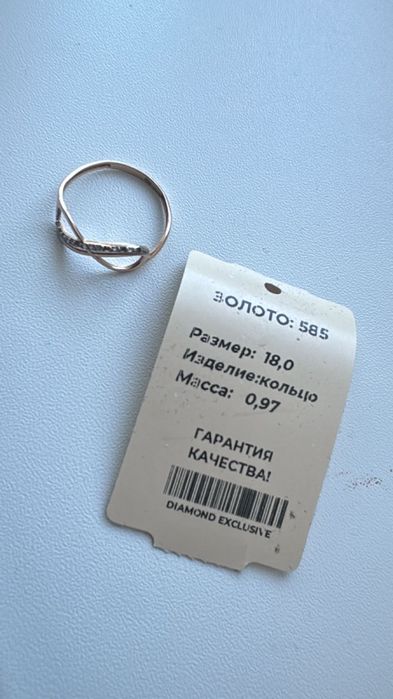 ЗОЛОТО: 585
Размер: 18,0
Изделие:кольцо
Масса: 0,97
ГАРАНТИЯ
КАЧЕСТВА!
DIAMOND EXCLUSIVE